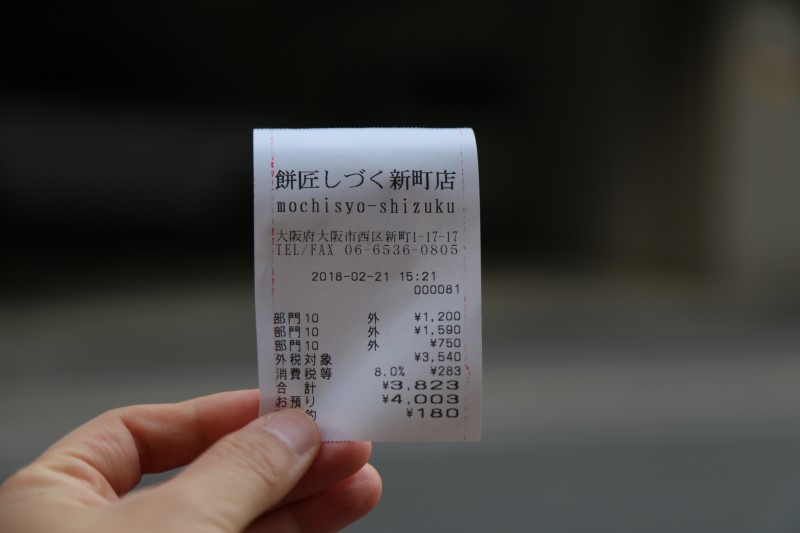 餅匠しづく新町店
mochisyo-shizuku
大阪府大阪市西区新町1-17-17
TEL/FAX 06-6536-0805
2018-02-21 15:21
000081
部門10 外 ¥1,200
部門10 外 ¥1,590
部門10 外 ¥750
外税対象 ¥3,540
消費税等 8.0% ¥283
合 計 ¥3,823
お預り ¥4,003
¥180